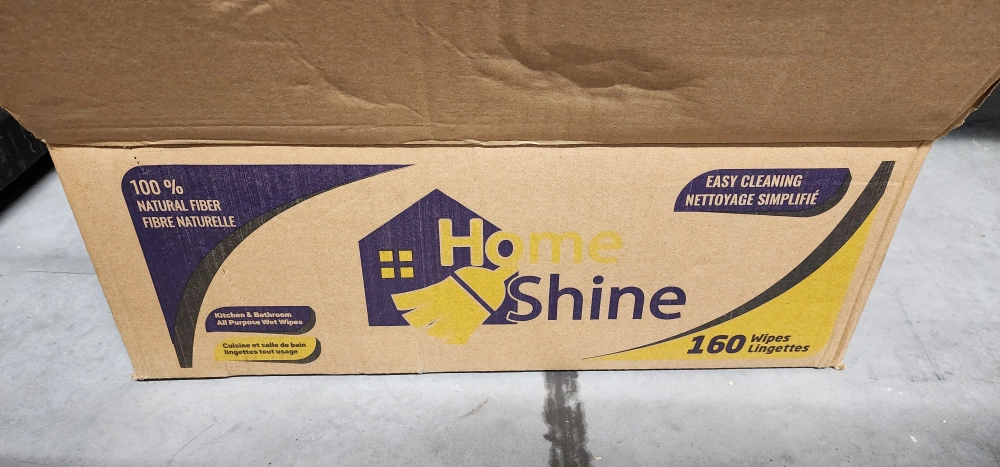 100 %
NATURAL FIBER
FIBRE NATURELLE
EASY CLEANING
NETTOYAGE SIMPLIFIÉ
Home
Shine
Kitchen & Bathroom
All Purpose Wet Wipes
Cuisine et salle de bain
lingettes tout usage
160 Wipes
Lingettes